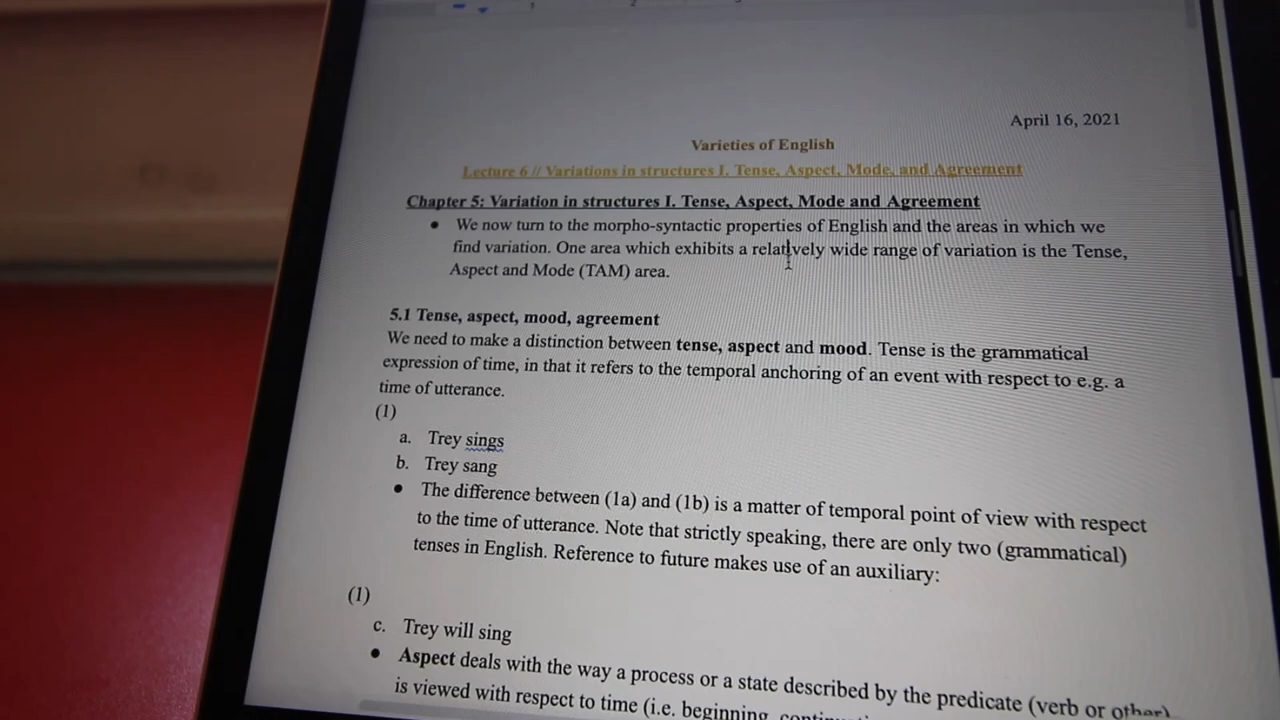 April 16, 2021
Varieties of English
Lecture 6 // Variations in structures I. Tense, Aspect, Mode, and Agreement
Chapter 5: Variation in structures I. Tense, Aspect, Mode and Agreement
• We now turn to the morpho-syntactic properties of English and the areas in which we
find variation. One area which exhibits a relatively wide range of variation is the Tense,
Aspect and Mode (TAM) area.
5.1 Tense, aspect, mood, agreement
We need to make a distinction between tense, aspect and mood. Tense is the grammatical
expression of time, in that it refers to the temporal anchoring of an event with respect to e.g. a
time of utterance.
(1)
a. Trey sings
b. Trey sang
• The difference between (1a) and (1b) is a matter of temporal point of view with respect
to the time of utterance. Note that strictly speaking, there are only two (grammatical)
tenses in English. Reference to future makes use of an auxiliary:
(1)
c. Trey will sing
• Aspect deals with the way a process or a state described by the predicate (verb or other)
is viewed with respect to time (i.e. beginning,